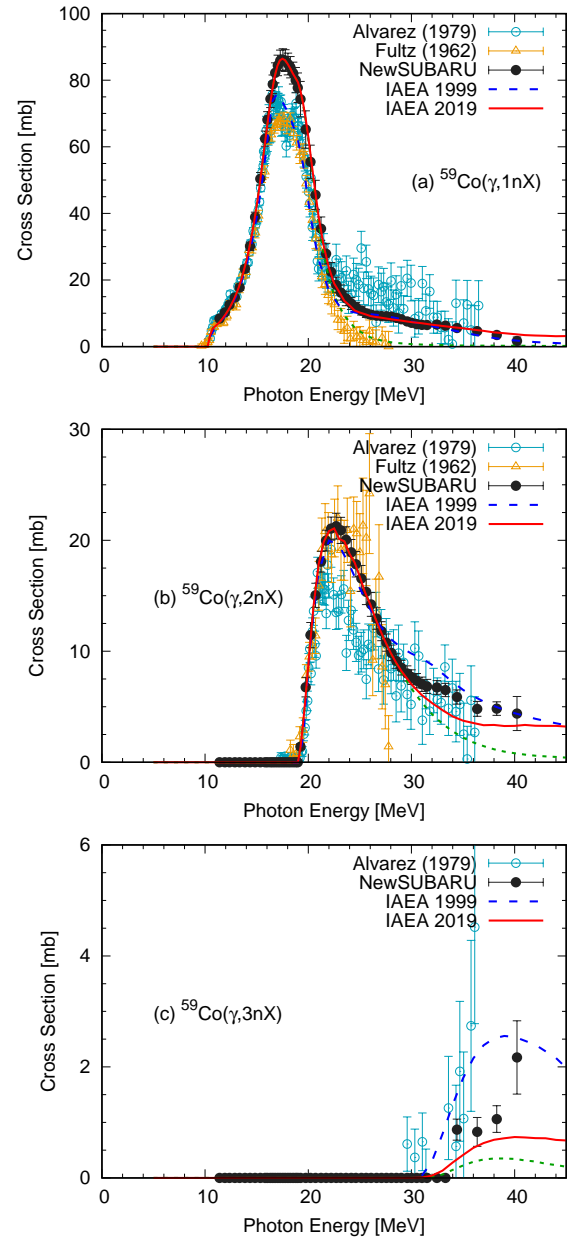 Alvarez (1979)
Fultz (1962)
NewSUBARU
IAEA 1999
IAEA 2019
(a) ⁵⁹Co(γ,1nX)
Cross Section [mb]
100
80
60
40
20
0
0 10 20 30 40
Photon Energy [MeV]
Alvarez (1979)
Fultz (1962)
NewSUBARU
IAEA 1999
IAEA 2019
(b) ⁵⁹Co(γ,2nX)
Cross Section [mb]
30
20
10
0
0 10 20 30 40
Photon Energy [MeV]
Alvarez (1979)
NewSUBARU
IAEA 1999
IAEA 2019
(c) ⁵⁹Co(γ,3nX)
Cross Section [mb]
6
4
2
0
0 10 20 30 40
Photon Energy [MeV]